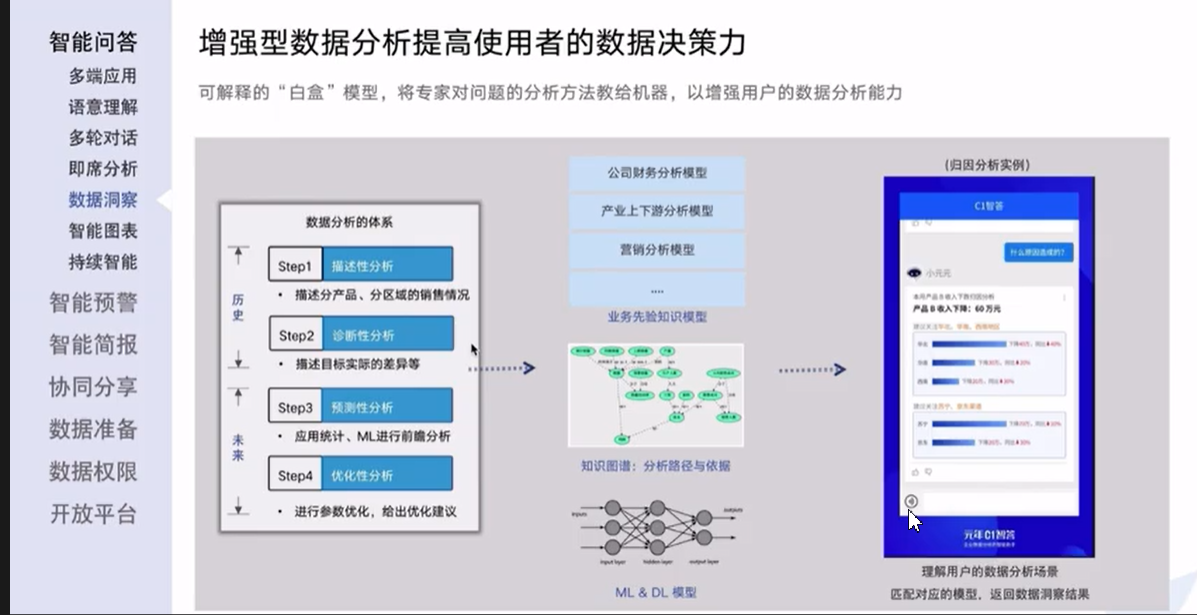 智能问答
多端应用
语意理解
多轮对话
即席分析
数据洞察
智能图表
持续智能
智能预警
智能简报
协同分享
数据准备
数据权限
开放平台
增强型数据分析提高使用者的数据决策力
可解释的“白盒”模型，将专家对问题的分析方法教给机器，以增强用户的数据分析能力
数据分析的体系
历史
Step1 描述性分析
• 描述分产品、分区域的销售情况
Step2 诊断性分析
• 描述目标实际的差异等
未来
Step3 预测性分析
• 应用统计、ML进行前瞻分析
Step4 优化性分析
• 进行参数优化，给出优化建议
公司财务分析模型
产业上下游分析模型
营销分析模型
....
业务先验知识模型
知识图谱：分析路径与依据
inputs
outputs
input layer hidden layer output layer
ML & DL 模型
(归因分析实例)
C1智答
什么原因造成的?
小元元
本月产品B收入下降归因分析
产品 B 收入下降：60 万元
元年C1智答
理解用户的数据分析场景
匹配对应的模型，返回数据洞察结果